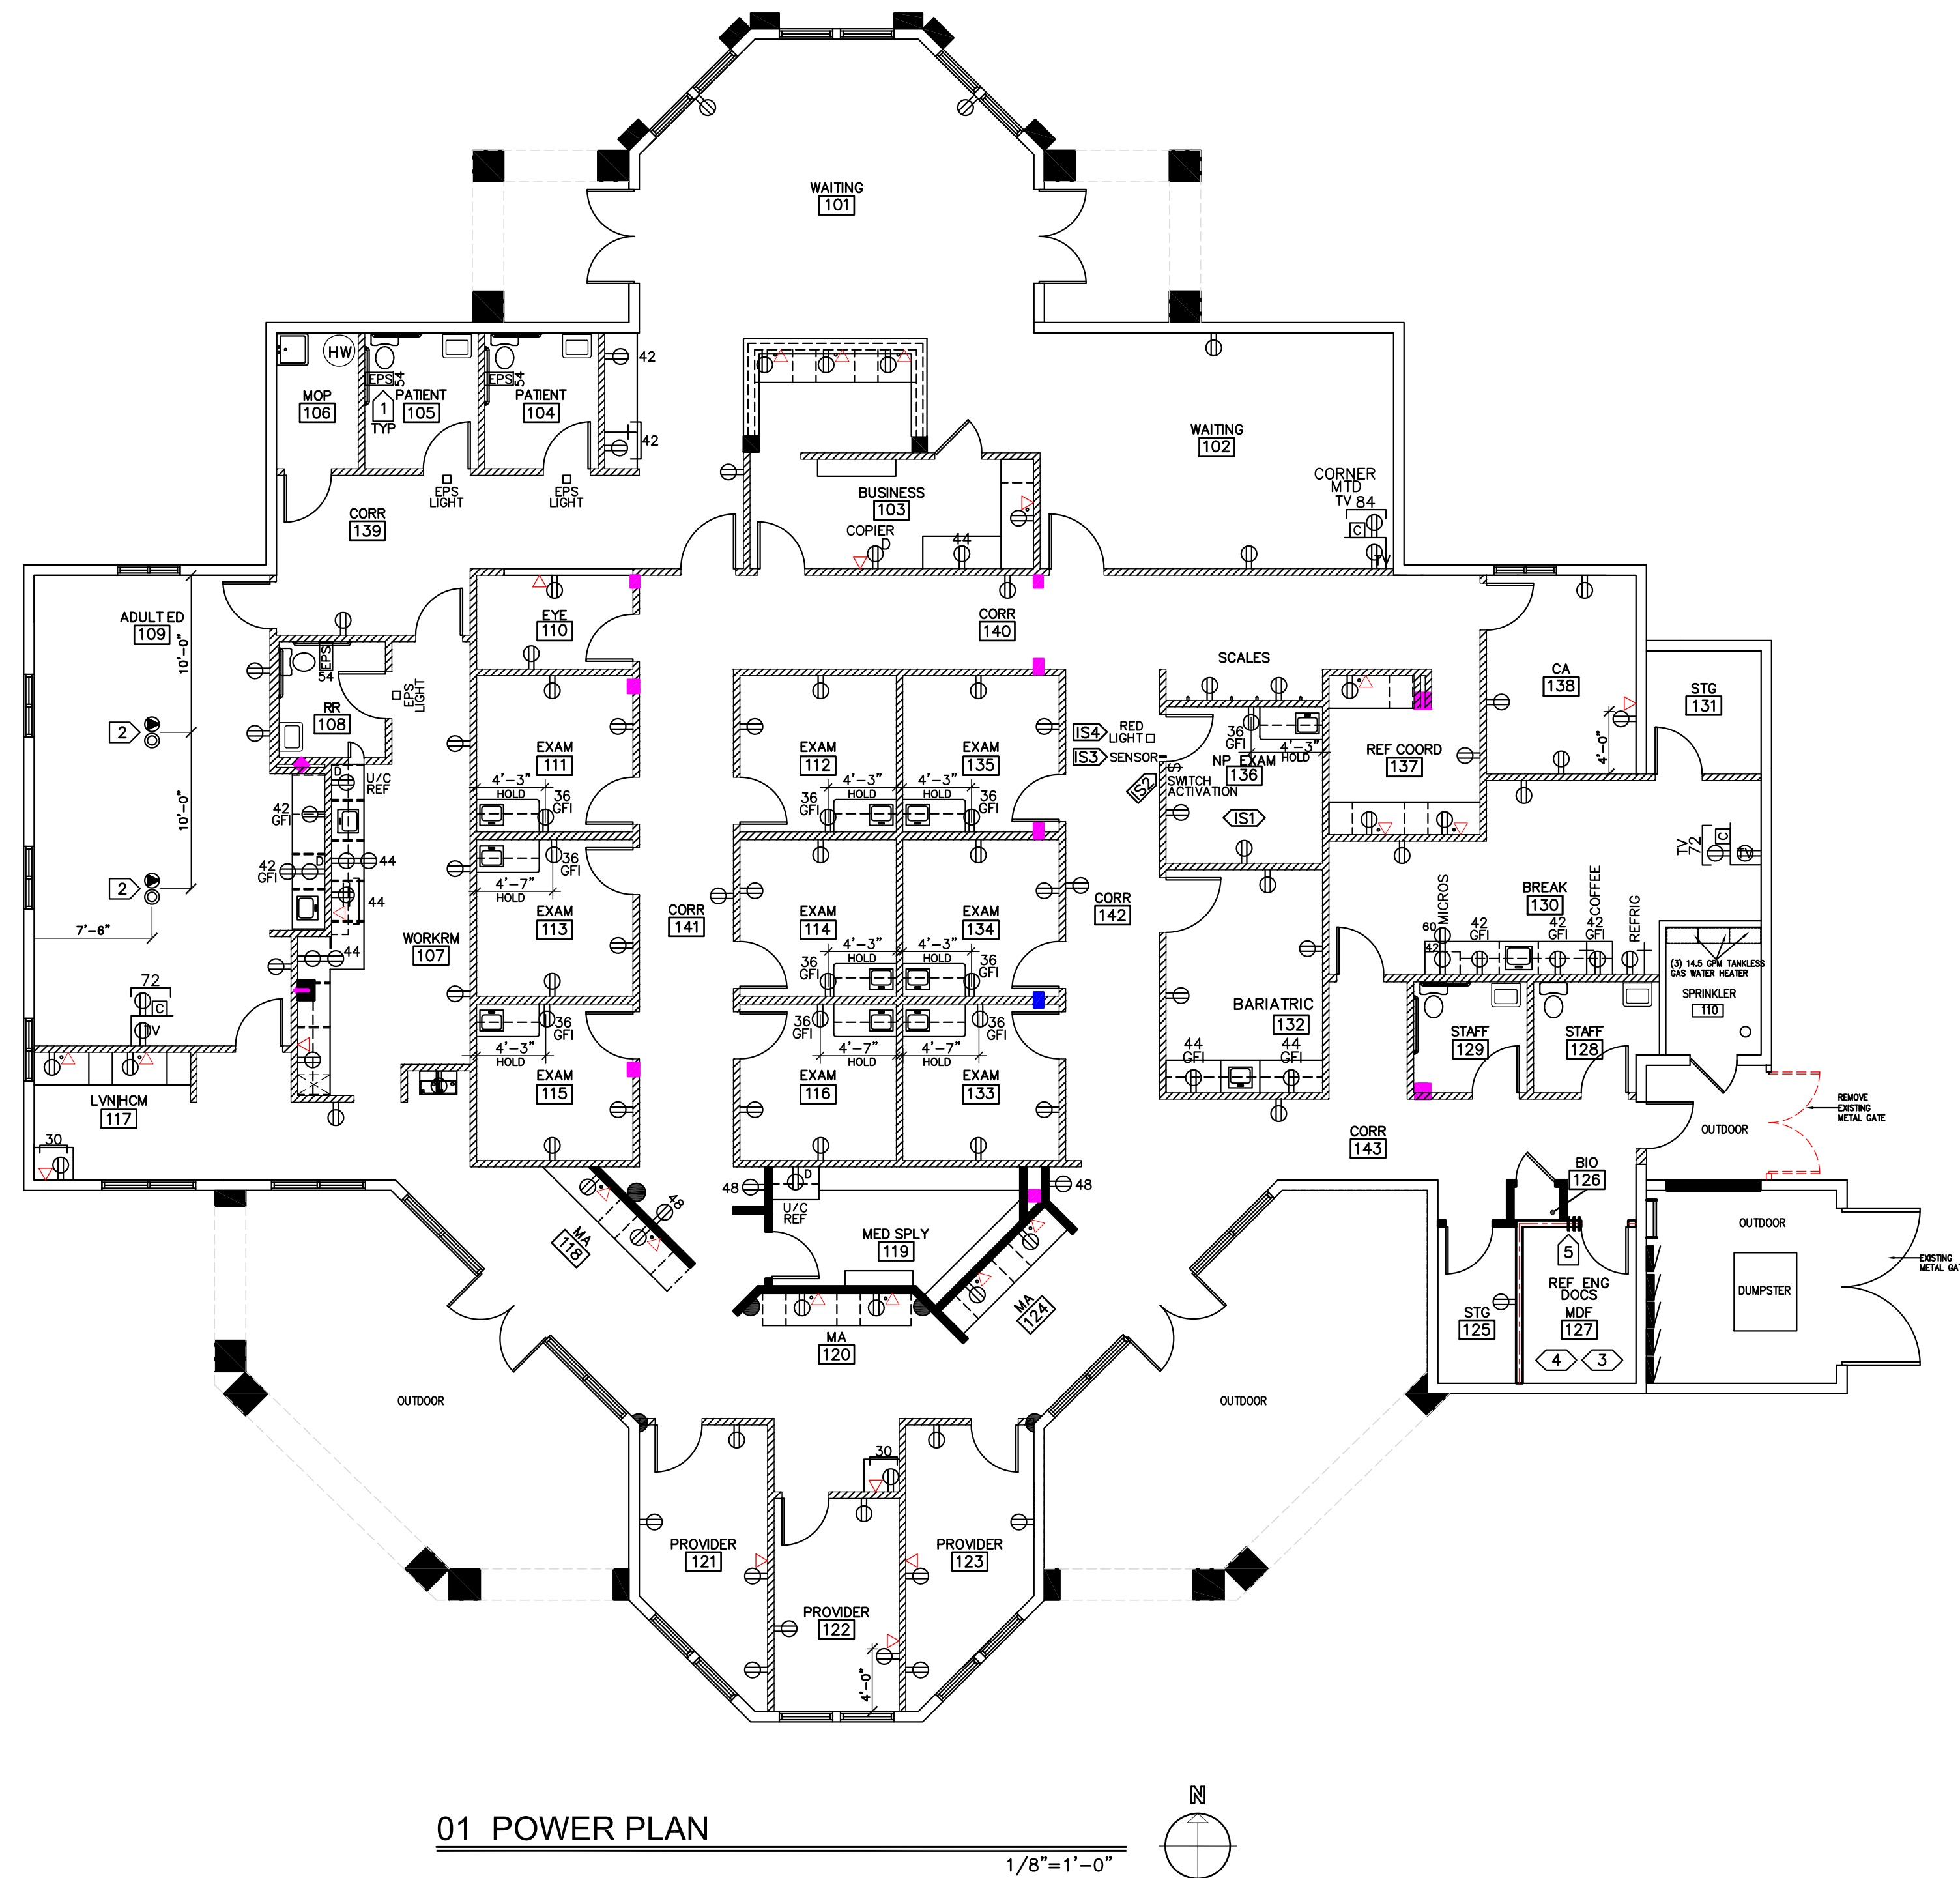 WAITING
101
HW
42
EPS
54
EPS
54
MOP
106
PATIENT
105
1
TYP
PATIENT
104
42
WAITING
102
EPS
LIGHT
EPS
LIGHT
CORR
139
BUSINESS
103
COPIER
D
44
CORNER
MTD
TV 84
C
TV
ADULT ED
109
10'-0"
EPS
54
RR
108
EPS
LIGHT
EYE
110
CORR
140
SCALES
CA
138
4'-0"
STG
131
2
10'-0"
2
7'-6"
D
U/C
REF
42
GFI
42
GFI
D
44
44
44
WORKRM
107
EXAM
111
4'-3"
HOLD
36
GFI
EXAM
112
4'-3"
HOLD
36
GFI
EXAM
135
4'-3"
HOLD
36
GFI
IS4
RED
LIGHT
IS3
SENSOR
IS2
S
SWITCH
ACTIVATION
36
GFI
4'-3"
HOLD
NP EXAM
136
IS1
REF COORD
137
36
GFI
4'-7"
HOLD
EXAM
113
CORR
141
EXAM
114
4'-3"
HOLD
36
GFI
EXAM
134
4'-3"
HOLD
36
GFI
CORR
142
TV
72
C
TV
BREAK
130
MICROS
60
42
42
GFI
42
GFI
42
GFI
COFFEE
REFRIG
(3) 14.5 GPM TANKLESS
GAS WATER HEATER
SPRINKLER
110
72
C
TV
BARIATRIC
132
44
GFI
44
GFI
STAFF
129
STAFF
128
36
GFI
4'-3"
HOLD
EXAM
115
36
GFI
4'-7"
HOLD
EXAM
116
4'-7"
HOLD
36
GFI
EXAM
133
LVN|HCM
117
30
CORR
143
OUTDOOR
REMOVE
EXISTING
METAL GATE
BIO
126
48
MA
118
48
D
U/C
REF
48
MED SPLY
119
MA
124
MA
120
5
REF ENG
DOCS
MDF
127
4
3
STG
125
OUTDOOR
DUMPSTER
EXISTING
METAL GAT
OUTDOOR
OUTDOOR
30
PROVIDER
121
PROVIDER
123
PROVIDER
122
4'-0"
N
01 POWER PLAN
1/8"=1'-0"